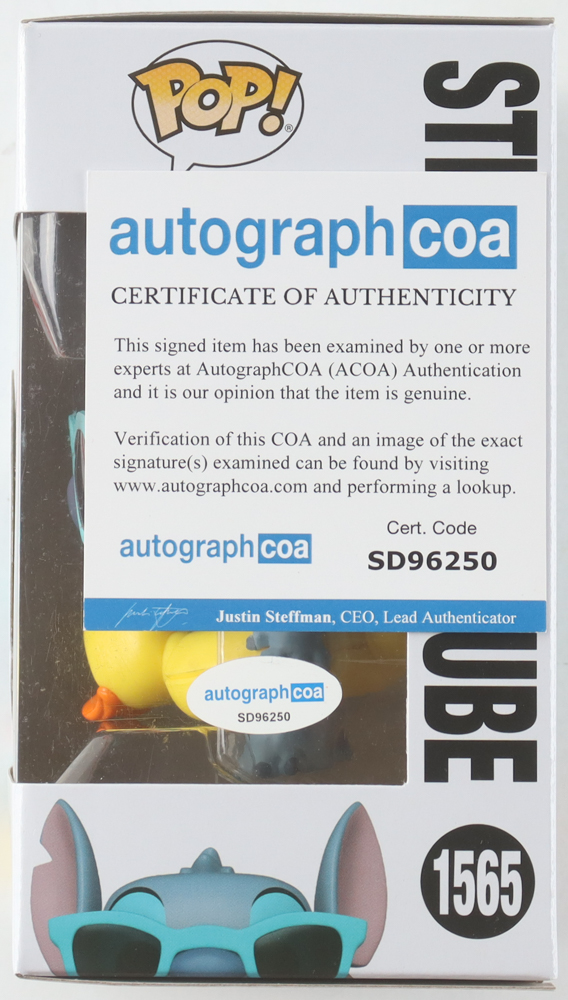 POP!®
autographcoa
CERTIFICATE OF AUTHENTICITY
This signed item has been examined by one or more
experts at AutographCOA (ACOA) Authentication
and it is our opinion that the item is genuine.
Verification of this COA and an image of the exact
signature(s) examined can be found by visiting
www.autographcoa.com and performing a lookup.
autographcoa
Cert. Code
SD96250
Justin Steffman, CEO, Lead Authenticator
autographcoa
SD96250
1565